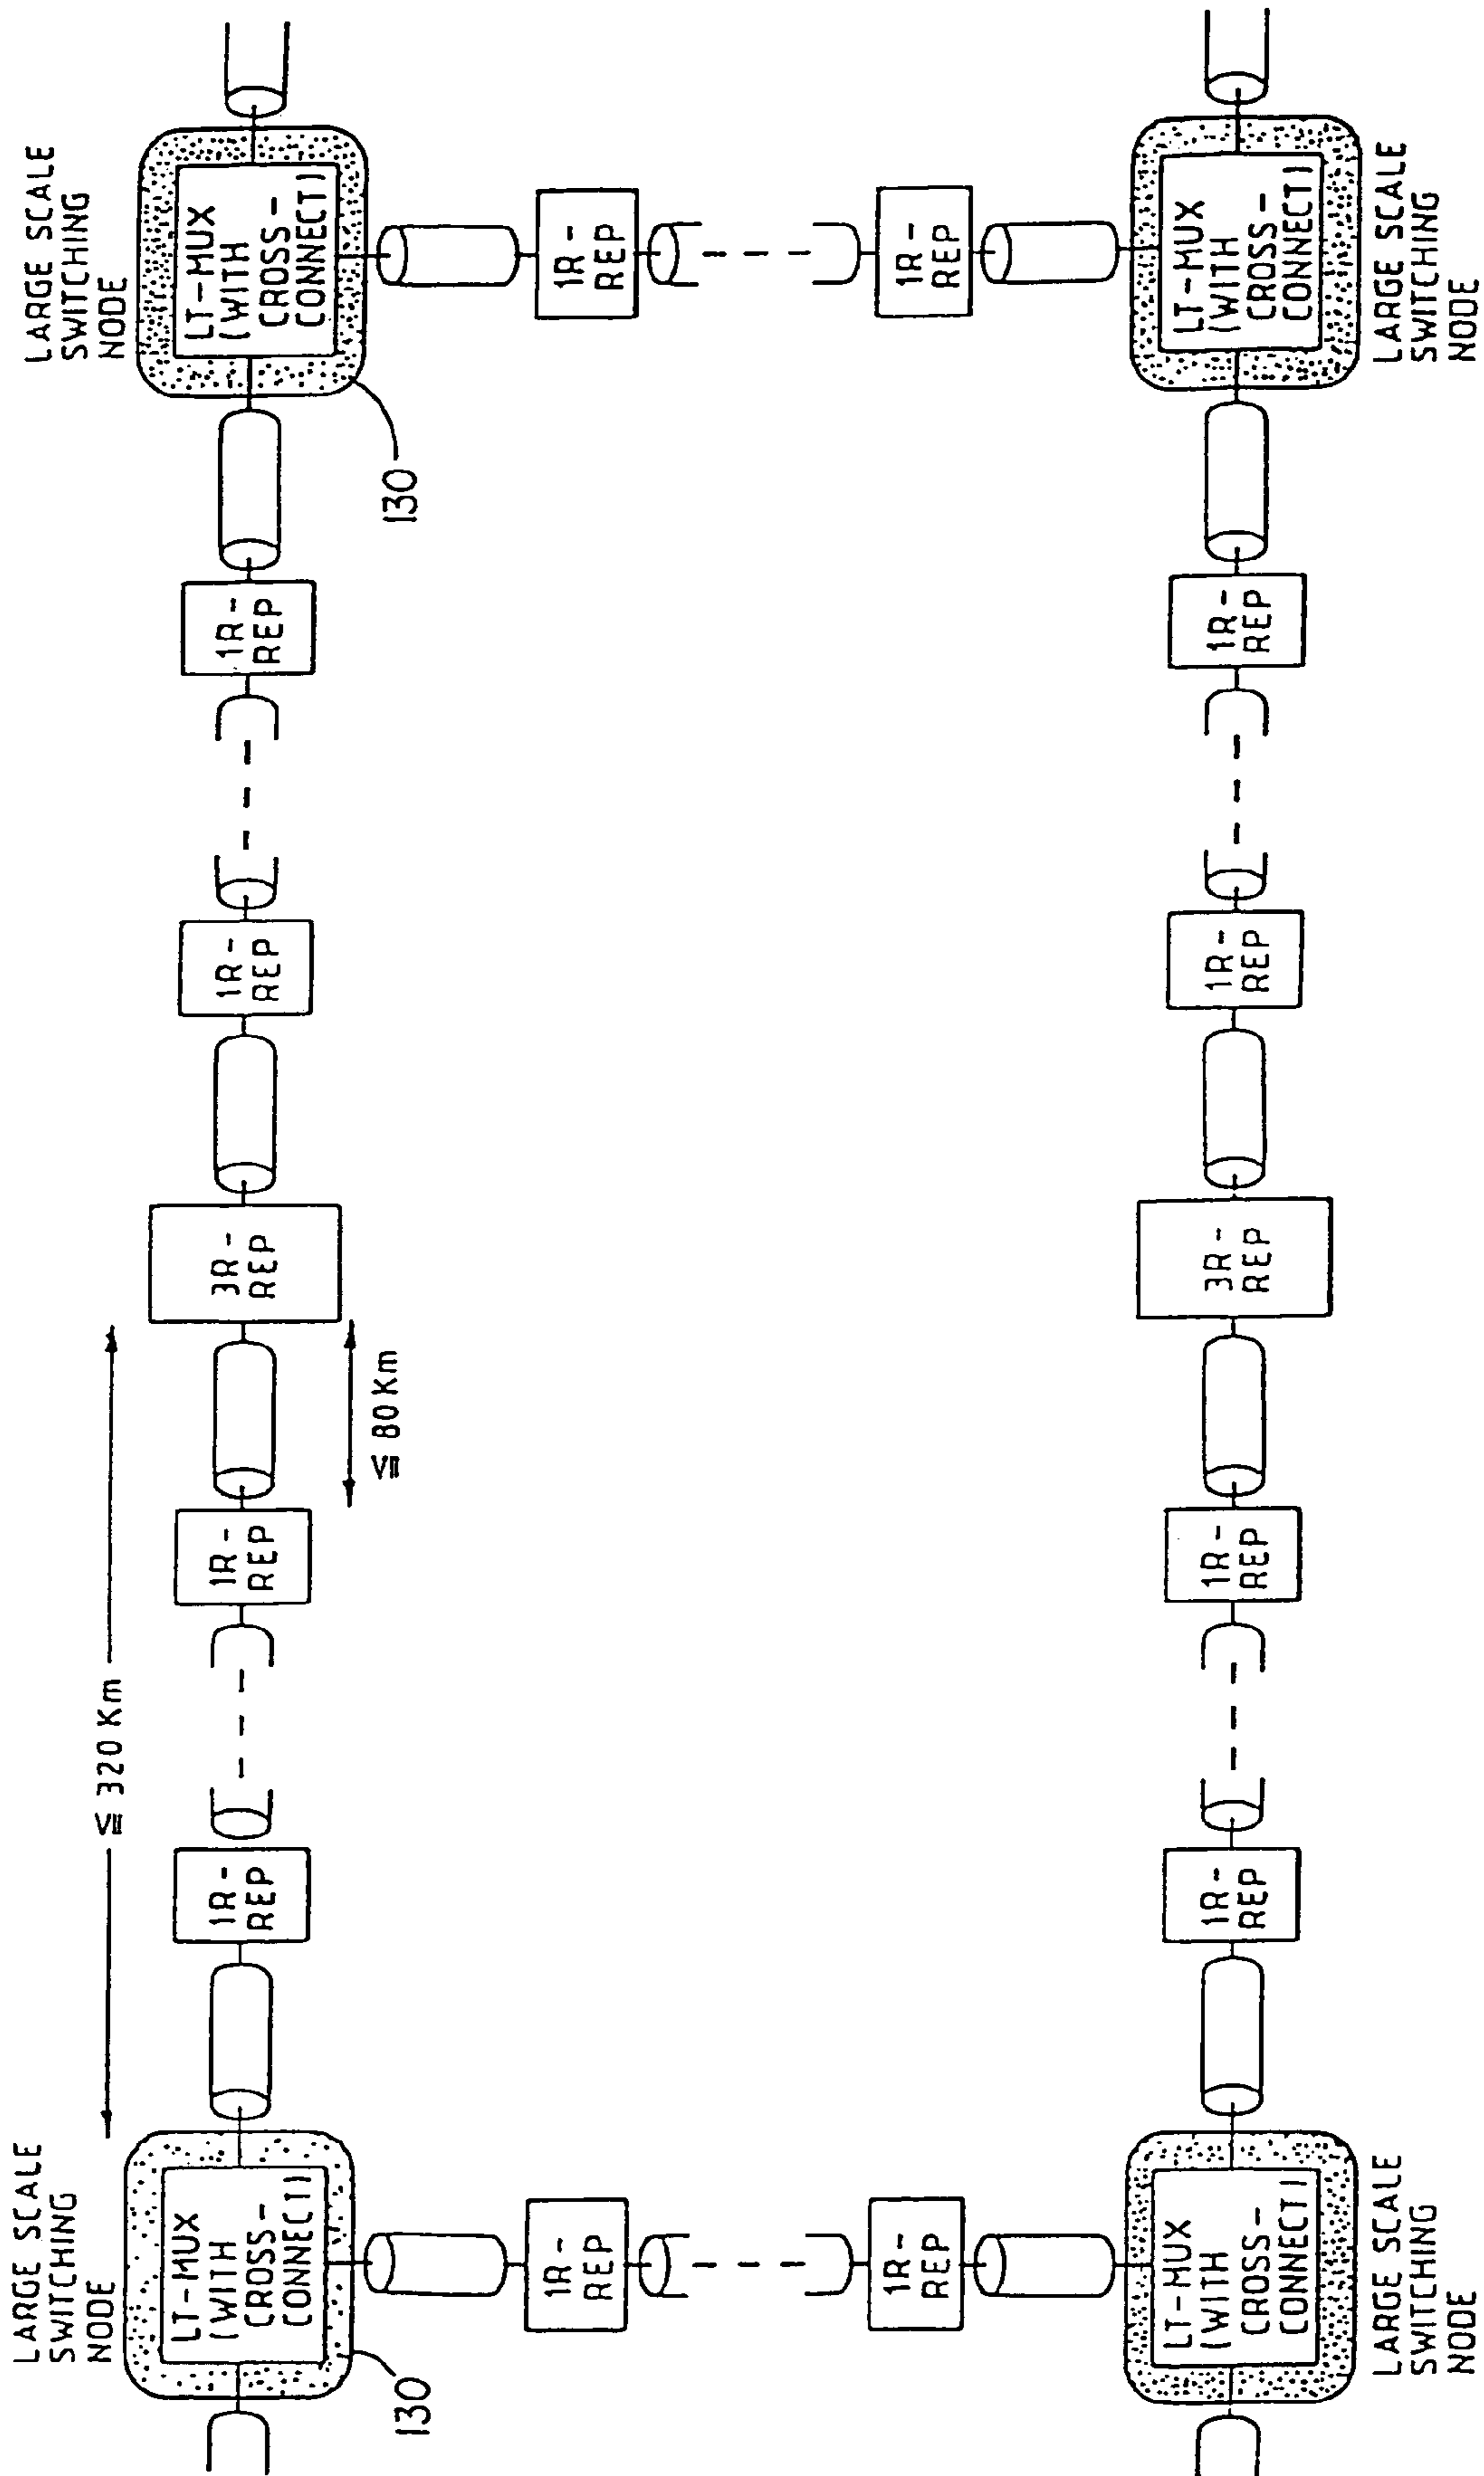 LARGE SCALE
SWITCHING
NODE
≦ 320 Km
LARGE SCALE
SWITCHING
NODE
LT-MUX
(WITH
CROSS-
CONNECT)
1R-
REP
1R-
REP
3R-
REP
1R-
REP
1R-
REP
LT-MUX
(WITH
CROSS-
CONNECT)
≦ 80 Km
130
130
1R-
REP
1R-
REP
1R-
REP
1R-
REP
LT-MUX
(WITH
CROSS-
CONNECT)
1R-
REP
1R-
REP
3R-
REP
1R-
REP
1R-
REP
LT-MUX
(WITH
CROSS-
CONNECT)
LARGE SCALE
SWITCHING
NODE
LARGE SCALE
SWITCHING
NODE